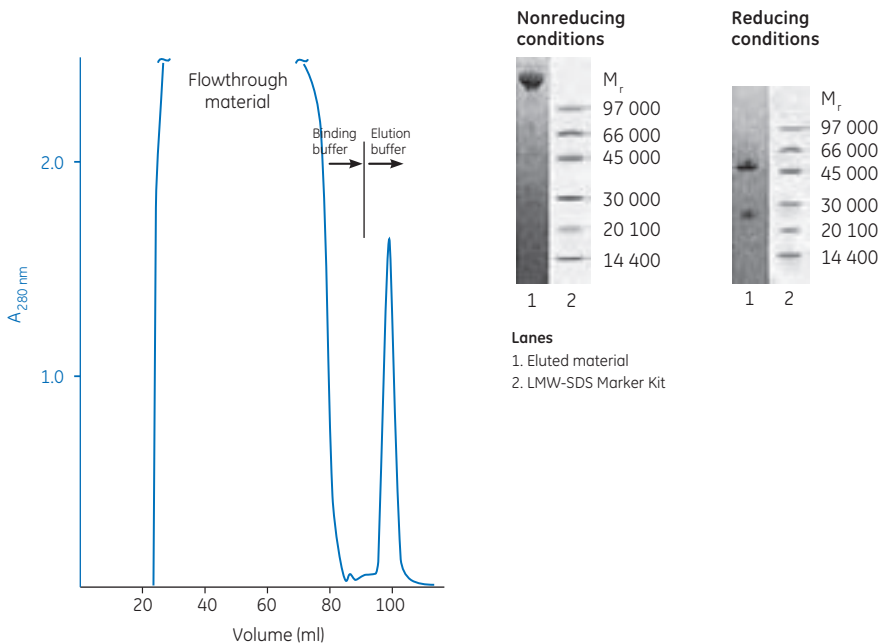 Flowthrough
material
Binding
buffer
Elution
buffer
2.0
1.0
A280 nm
20 40 60 80 100
Volume (ml)
Nonreducing
conditions
Mr
97 000
66 000
45 000
30 000
20 100
14 400
1 2
Reducing
conditions
Mr
97 000
66 000
45 000
30 000
20 100
14 400
1 2
Lanes
1. Eluted material
2. LMW-SDS Marker Kit